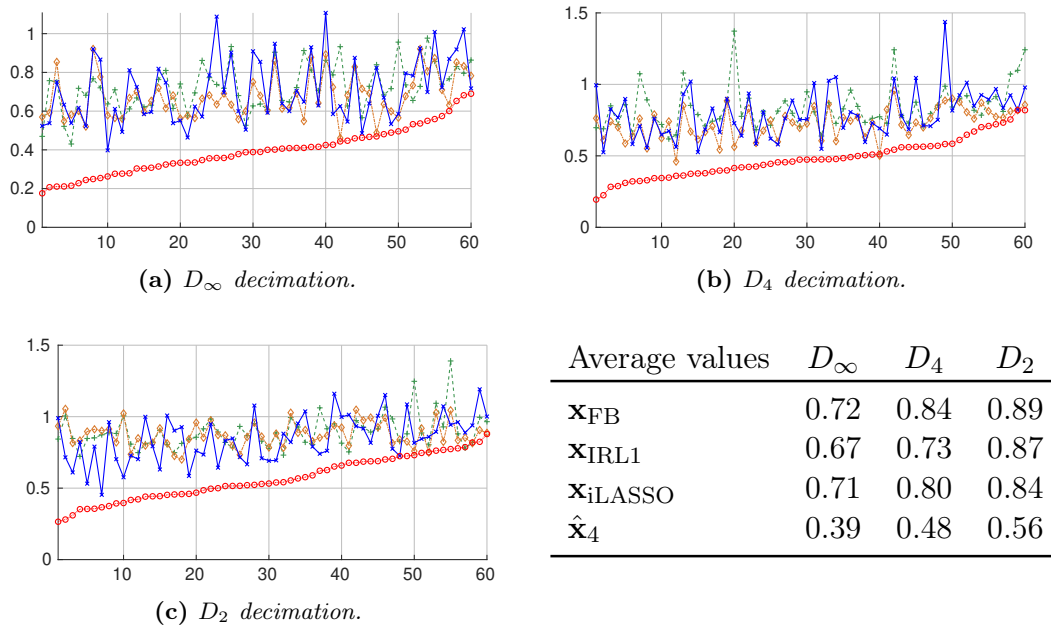 1
0.8
0.6
0.4
0.2
0
10 20 30 40 50 60
(a) D∞ decimation.
1.5
1
0.5
0
10 20 30 40 50 60
(b) D4 decimation.
1.5
1
0.5
0
10 20 30 40 50 60
(c) D2 decimation.
Average values D∞ D4 D2
xFB 0.72 0.84 0.89
xIRL1 0.67 0.73 0.87
xiLASSO 0.71 0.80 0.84
x̂4 0.39 0.48 0.56